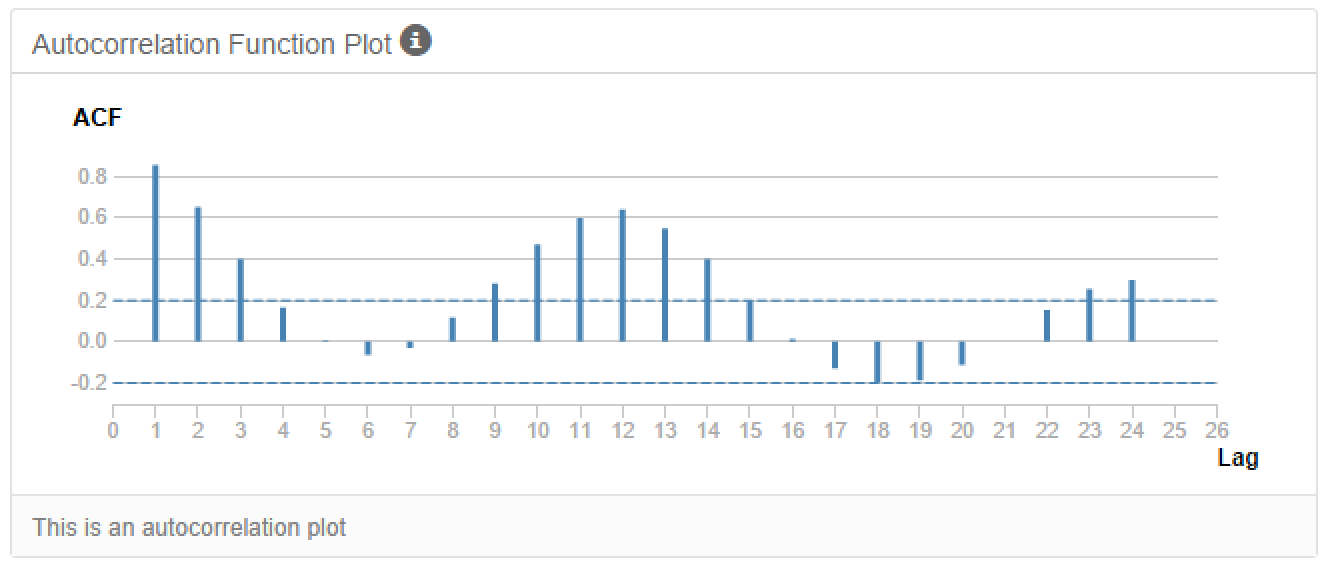 Autocorrelation Function Plot
ACF
0.8
0.6
0.4
0.2
0.0
-0.2
0 1 2 3 4 5 6 7 8 9 10 11 12 13 14 15 16 17 18 19 20 21 22 23 24 25 26
Lag
This is an autocorrelation plot